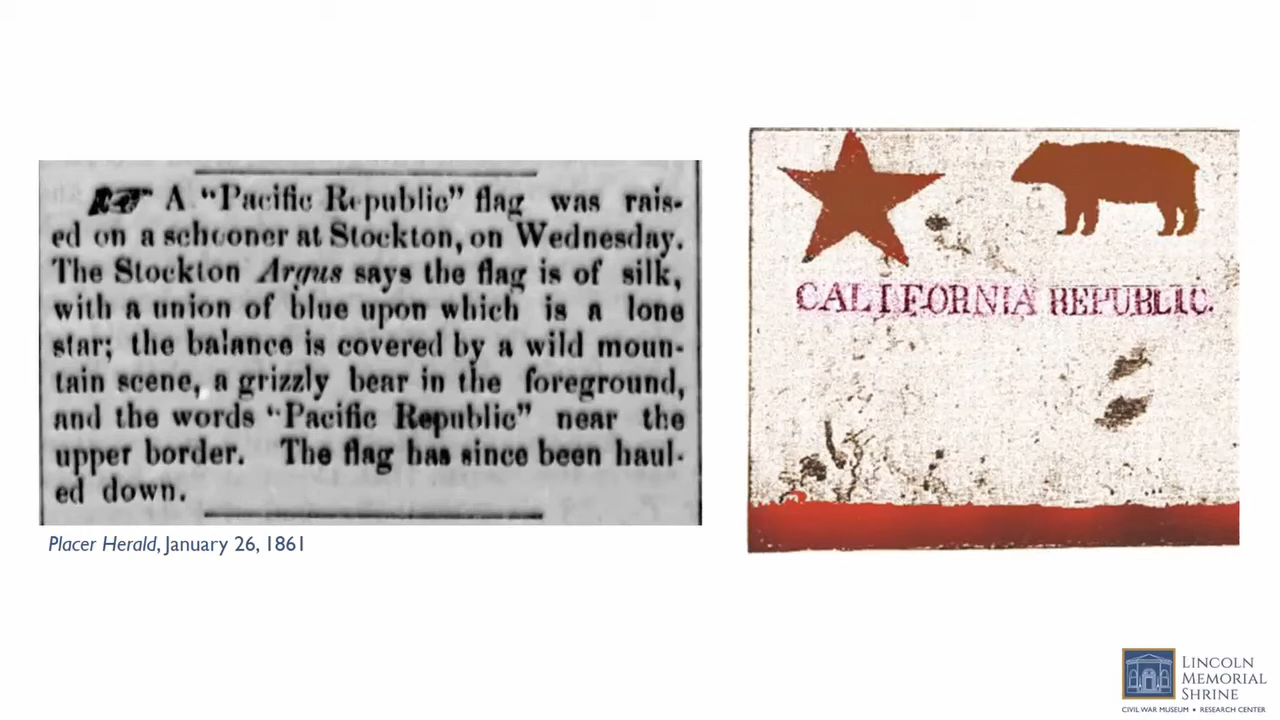 A "Pacific Republic" flag was rais-
ed on a schooner at Stockton, on Wednesday.
The Stockton Argus says the flag is of silk,
with a union of blue upon which is a lone
star; the balance is covered by a wild moun-
tain scene, a grizzly bear in the foreground,
and the words "Pacific Republic" near the
upper border. The flag has since been haul-
ed down.
Placer Herald, January 26, 1861
CALIFORNIA REPUBLIC.
LINCOLN
MEMORIAL
SHRINE
CIVIL WAR MUSEUM • RESEARCH CENTER